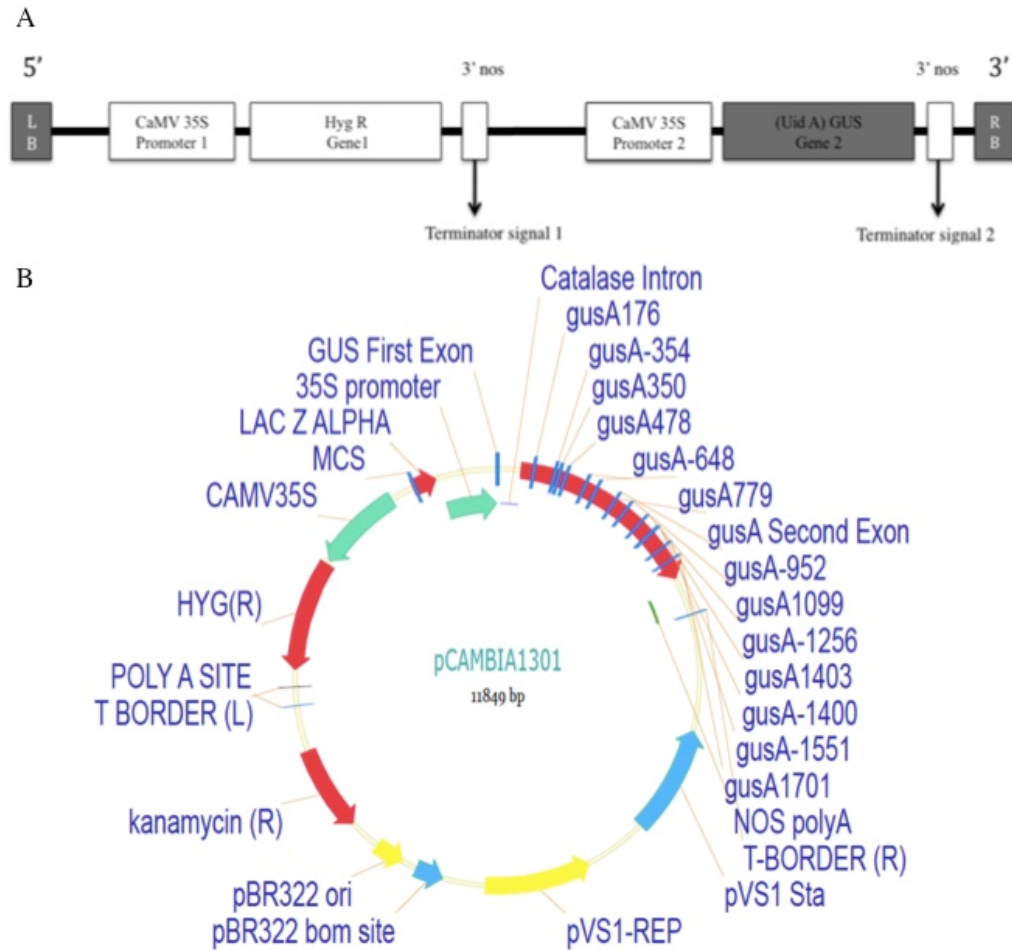 A
5’
3’ nos
3’ nos
3’
L
B
CaMV 35S
Promoter 1
Hyg R
Gene1
CaMV 35S
Promoter 2
(Uid A) GUS
Gene 2
R
B
Terminator signal 1
Terminator signal 2
B
Catalase Intron
gusA176
GUS First Exon
gusA-354
35S promoter
gusA350
LAC Z ALPHA
gusA478
MCS
gusA-648
CAMV35S
gusA779
gusA Second Exon
gusA-952
HYG(R)
gusA1099
gusA-1256
pCAMBIA1301
11849 bp
POLY A SITE
gusA1403
T BORDER (L)
gusA-1400
gusA-1551
gusA1701
kanamycin (R)
NOS polyA
T-BORDER (R)
pBR322 ori
pVS1 Sta
pBR322 bom site
pVS1-REP